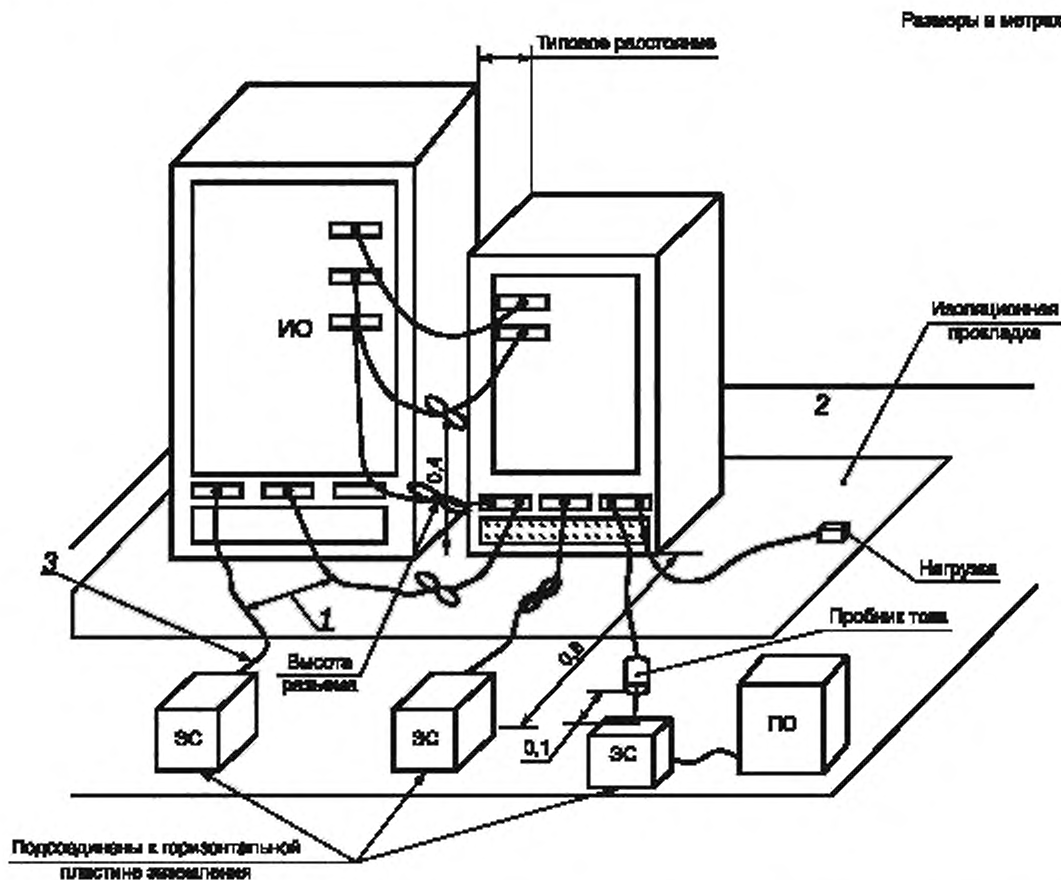 Размеры в метрах
Типовое расстояние
ИО
Изоляционная
прокладка
2
0,4
3
1
Нагрузка
Пробник тока
Высота
разъема
0,8
0,1
ЭС
ЭС
ЭС
ПО
Подсоединены к горизонтальной
пластине заземления